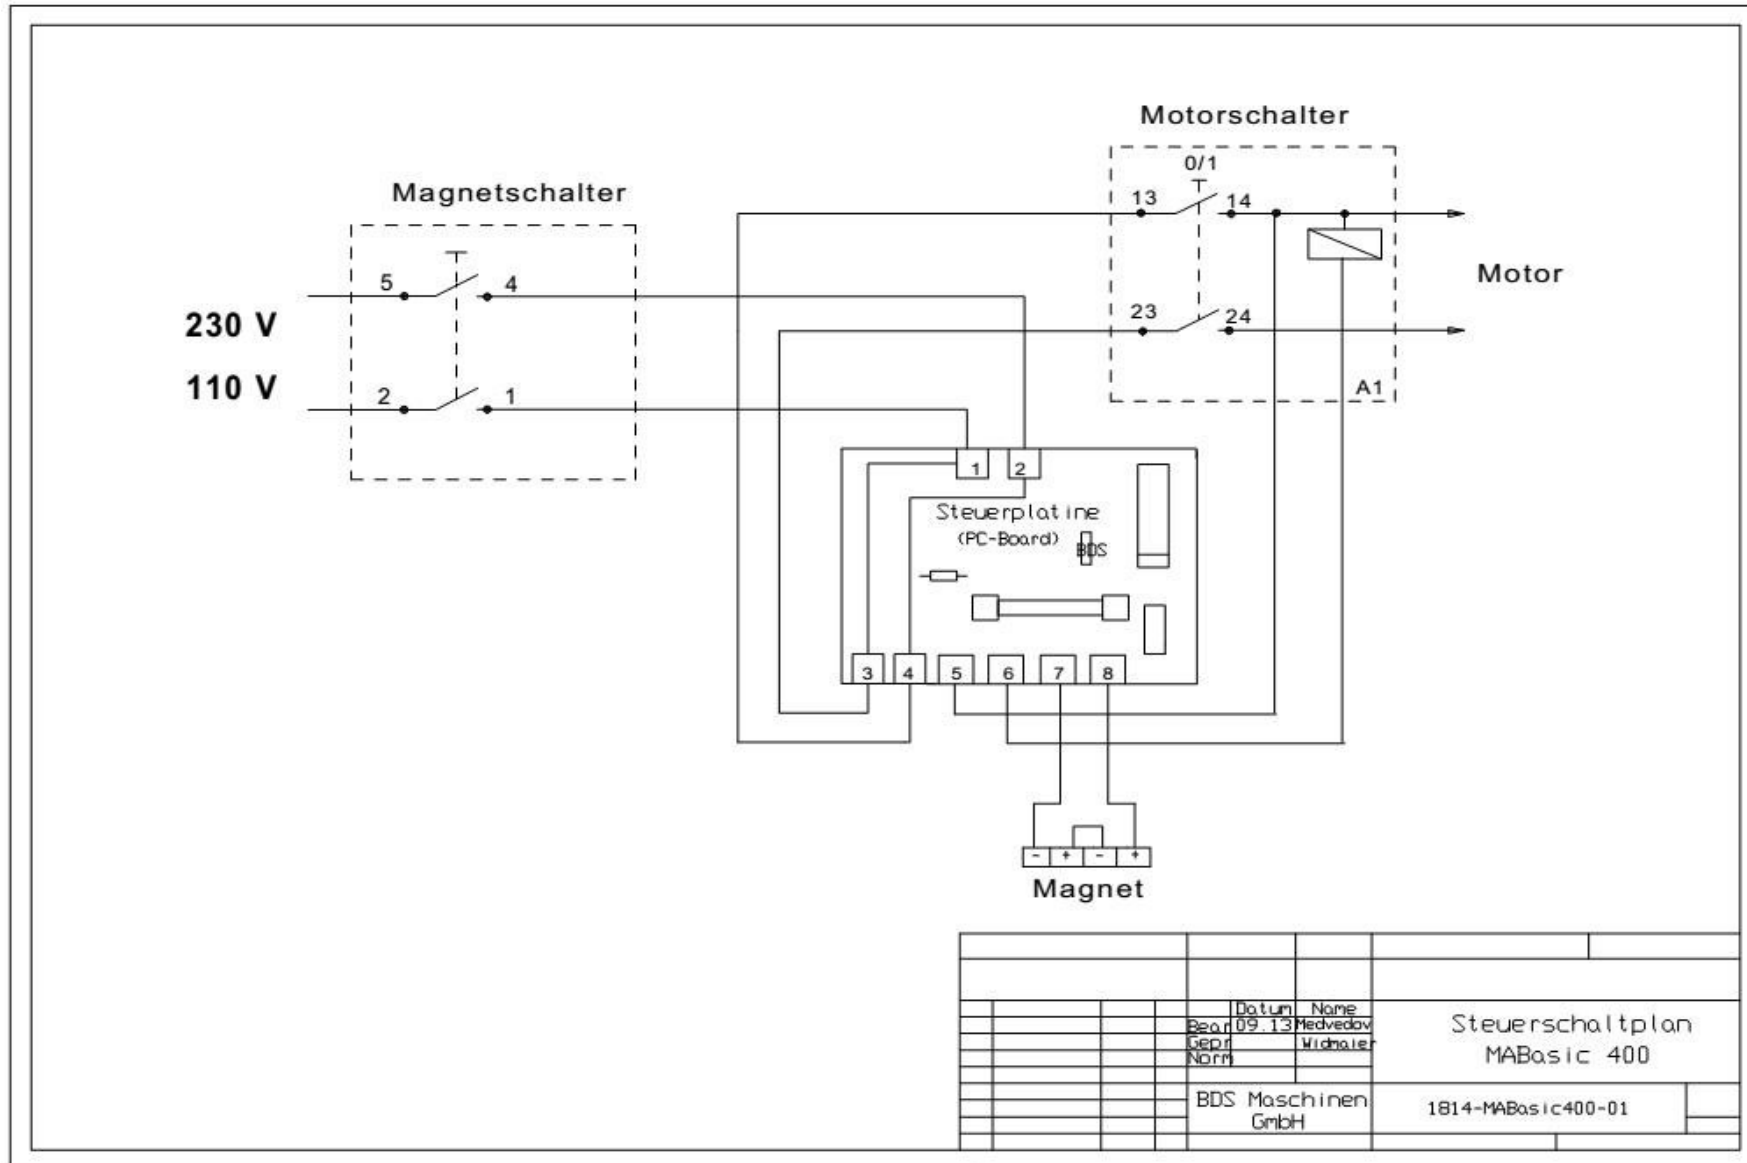 Motorschalter
0/1
13
14
Magnetschalter
5
4
230 V
Motor
23
24
110 V
2
1
A1
1
2
Steuerplatine
(PC-Board)
BDS
3
4
5
6
7
8
- + - +
Magnet
Datum Name
Bear 09.13 Medvedov
Gepr Widmaier
Norm
Steuerschaltplan
MABasic 400
BDS Maschinen
GmbH
1814-MABasic400-01